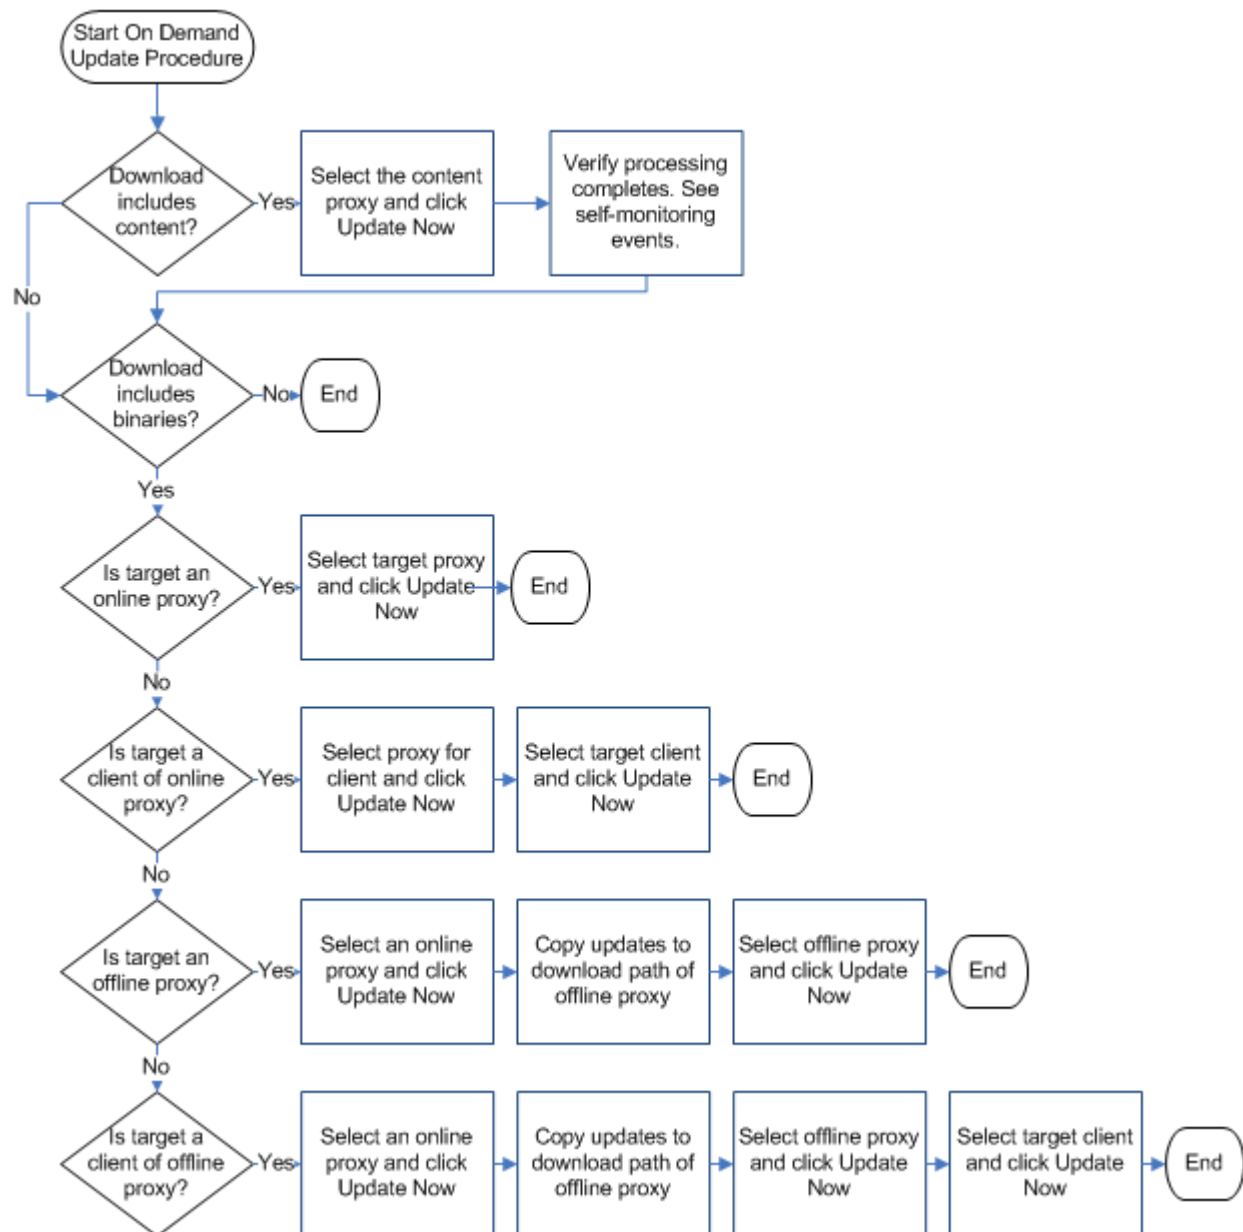 Start On Demand
Update Procedure
Download
includes
content?
Yes
Select the content
proxy and click
Update Now
Verify processing
completes. See
self-monitoring
events.
No
Download
includes
binaries?
No
End
Yes
Is target an
online proxy?
Yes
Select target proxy
and click Update
Now
End
No
Is target a
client of online
proxy?
Yes
Select proxy for
client and click
Update Now
Select target client
and click Update
Now
End
No
Is target an
offline proxy?
Yes
Select an online
proxy and click
Update Now
Copy updates to
download path of
offline proxy
Select offline proxy
and click Update
Now
End
No
Is target a
client of offline
proxy?
Yes
Select an online
proxy and click
Update Now
Copy updates to
download path of
offline proxy
Select offline proxy
and click Update
Now
Select target client
and click Update
Now
End